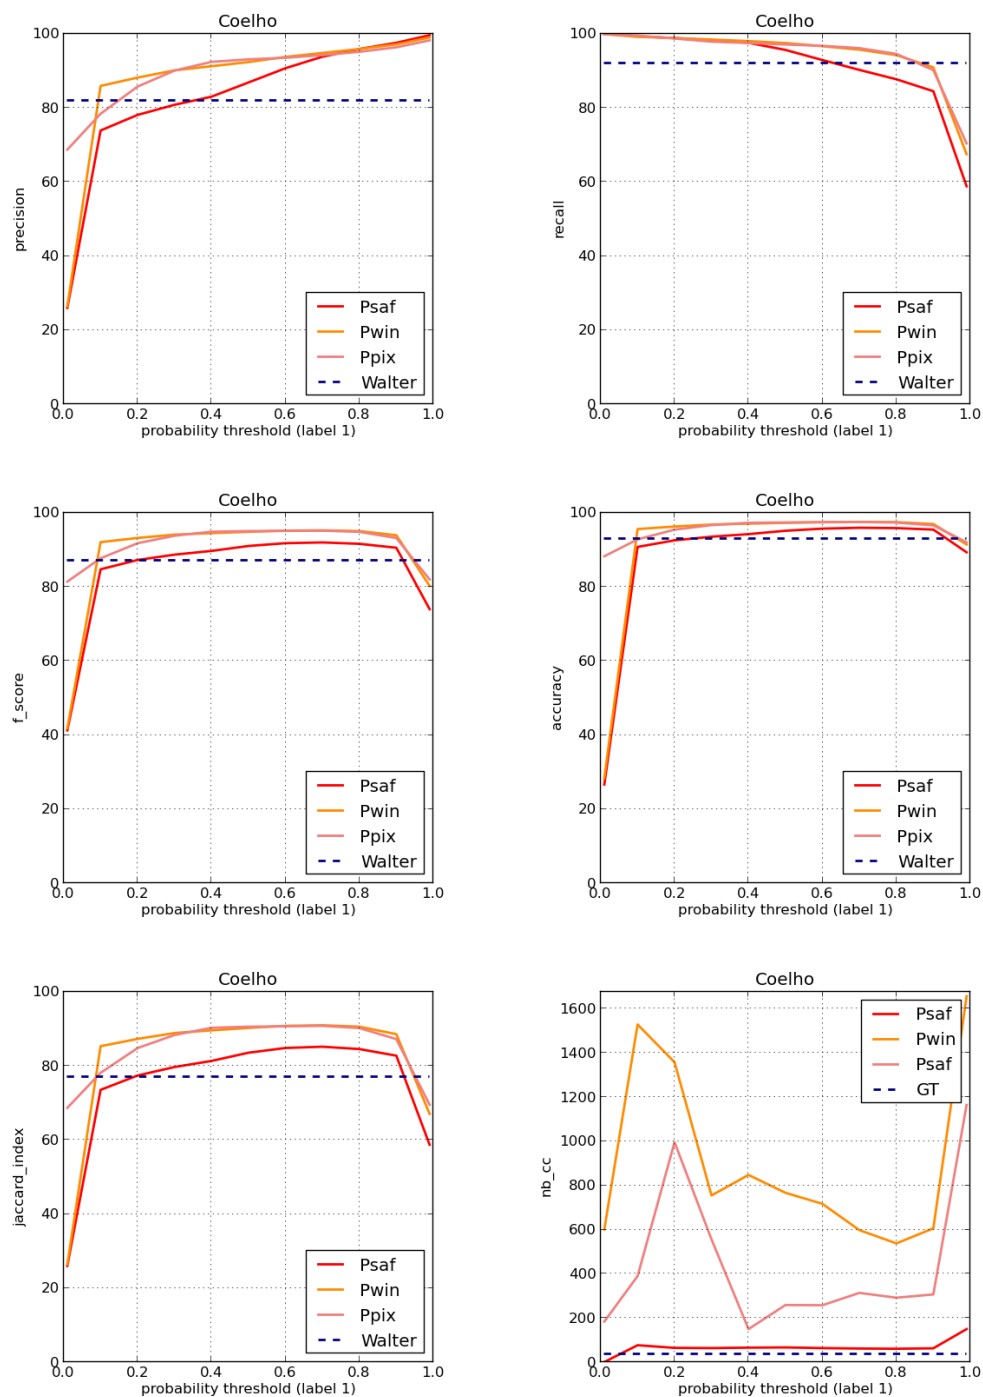 Coelho
100
80
60
40
20
0
precision
0.0 0.2 0.4 0.6 0.8 1.0
probability threshold (label 1)
Psaf
Pwin
Ppix
Walter
Coelho
100
80
60
40
20
0
recall
0.0 0.2 0.4 0.6 0.8 1.0
probability threshold (label 1)
Psaf
Pwin
Ppix
Walter
Coelho
100
80
60
40
20
0
f_score
0.0 0.2 0.4 0.6 0.8 1.0
probability threshold (label 1)
Psaf
Pwin
Ppix
Walter
Coelho
100
80
60
40
20
0
accuracy
0.0 0.2 0.4 0.6 0.8 1.0
probability threshold (label 1)
Psaf
Pwin
Ppix
Walter
Coelho
100
80
60
40
20
0
jaccard_index
0.0 0.2 0.4 0.6 0.8 1.0
probability threshold (label 1)
Psaf
Pwin
Ppix
Walter
Coelho
1600
1400
1200
1000
800
600
400
200
0
nb_cc
0.0 0.2 0.4 0.6 0.8 1.0
probability threshold (label 1)
Psaf
Pwin
Psaf
GT